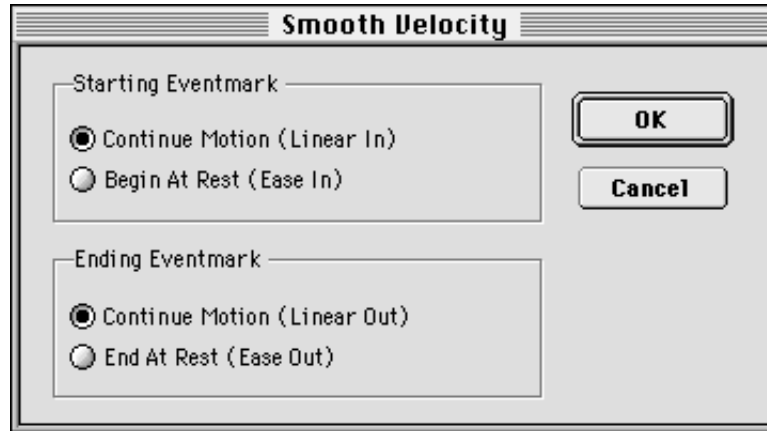 Smooth Velocity
Starting Eventmark
Continue Motion (Linear In)
Begin At Rest (Ease In)
OK
Cancel
Ending Eventmark
Continue Motion (Linear Out)
End At Rest (Ease Out)